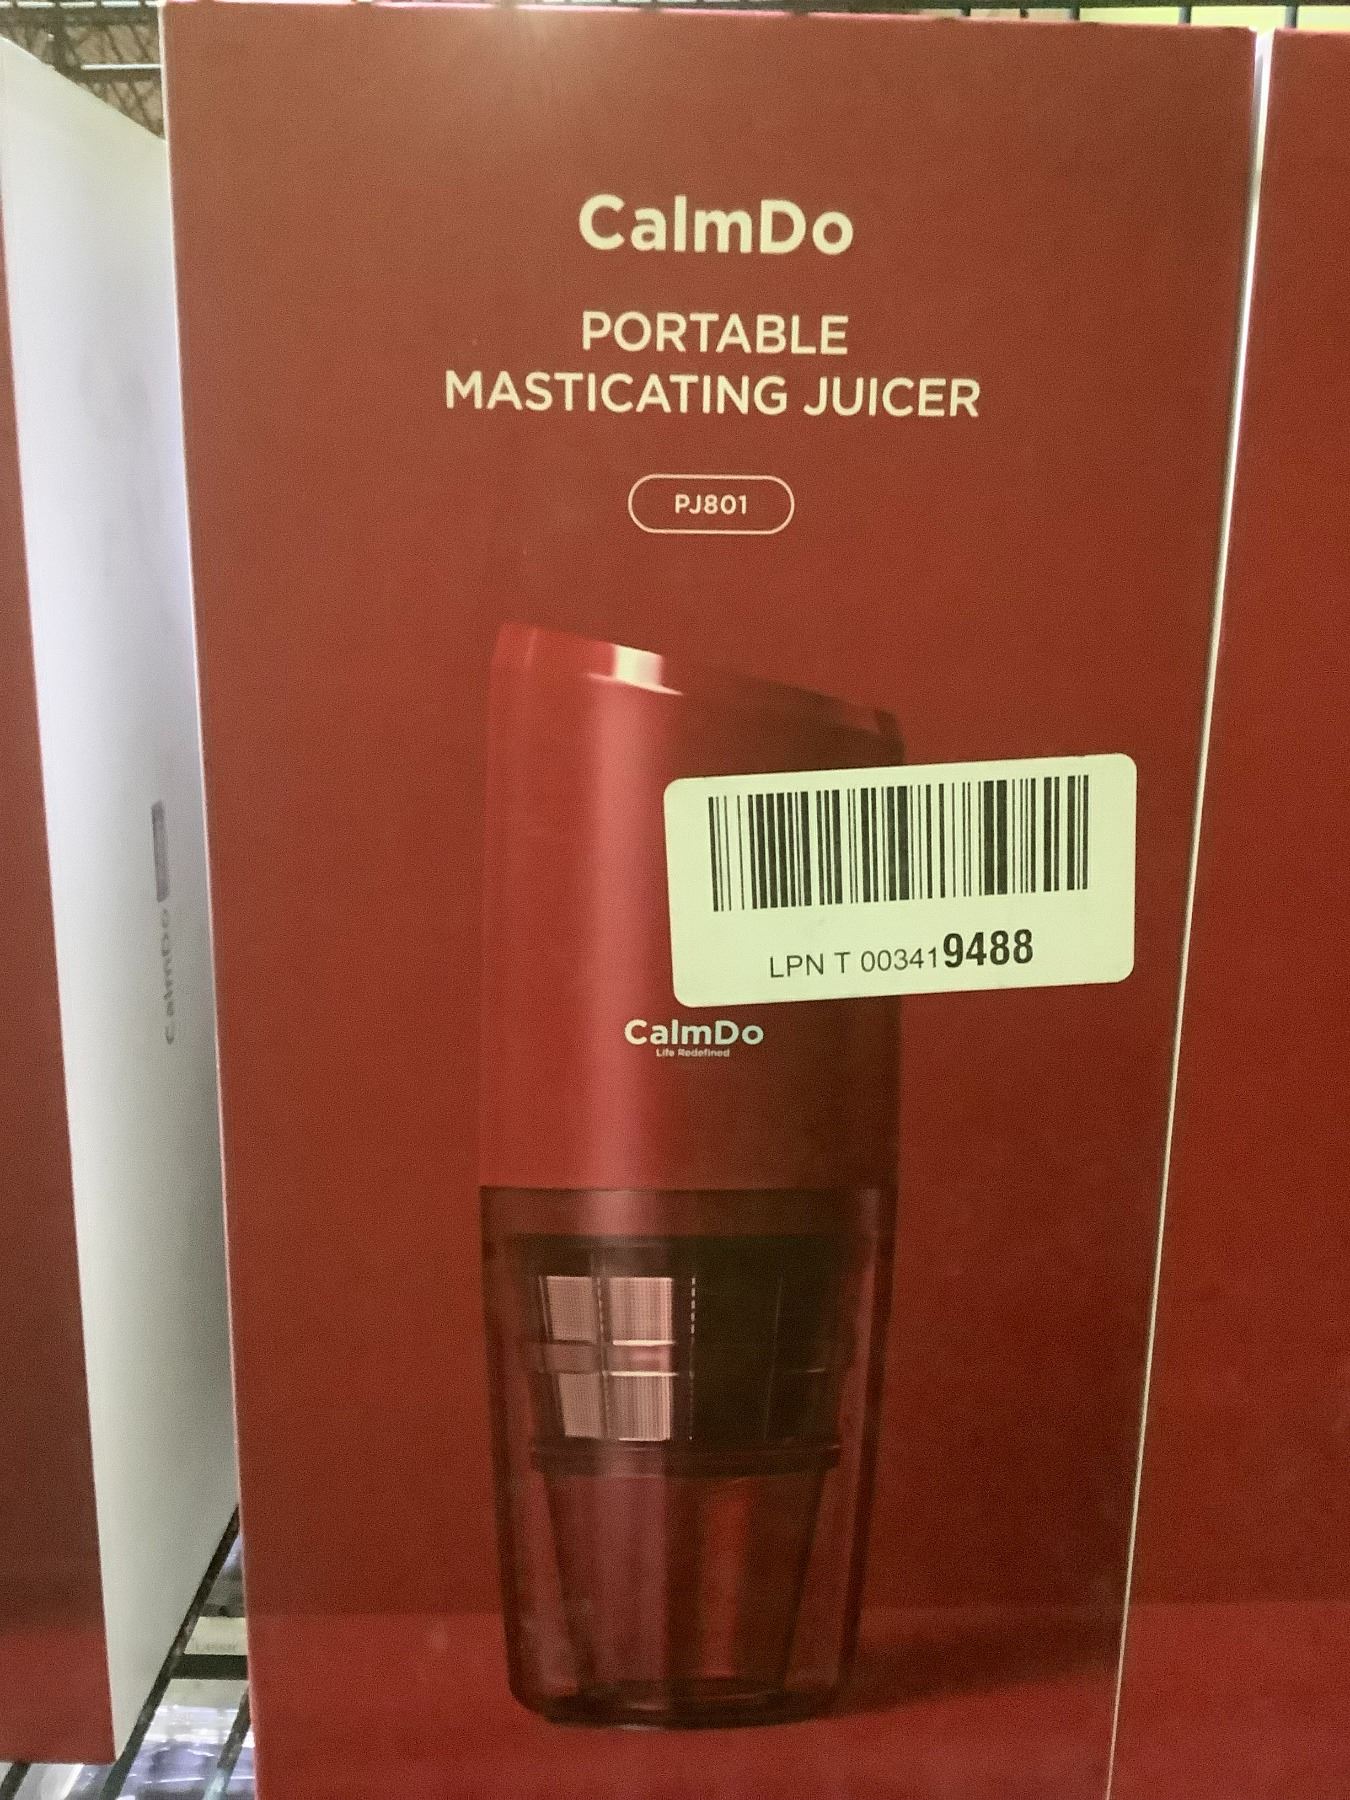 CalmDo
PORTABLE
MASTICATING JUICER
PJ801
LPN T 003419488
CalmDo
Life Redefined
CalmDo